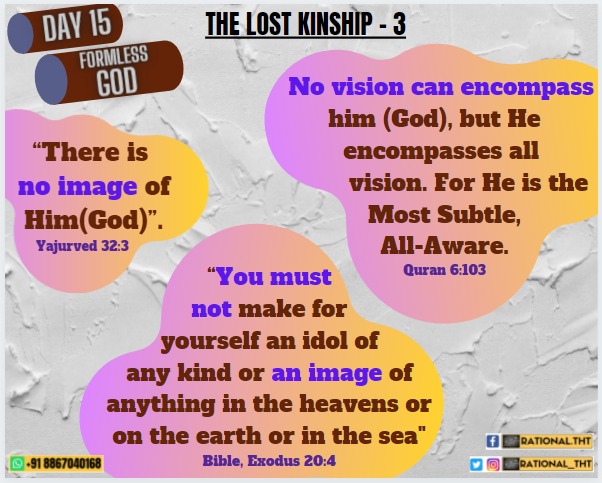 DAY 15
FORMLESS
GOD
THE LOST KINSHIP - 3
“There is
no image of
Him(God)”.
Yajurved 32:3
No vision can encompass
him (God), but He
encompasses all
vision. For He is the
Most Subtle,
All-Aware.
Quran 6:103
“You must
not make for
yourself an idol of
any kind or an image of
anything in the heavens or
on the earth or in the sea"
Bible, Exodus 20:4
+91 8867040168
RATIONAL.THT
RATIONAL_THT